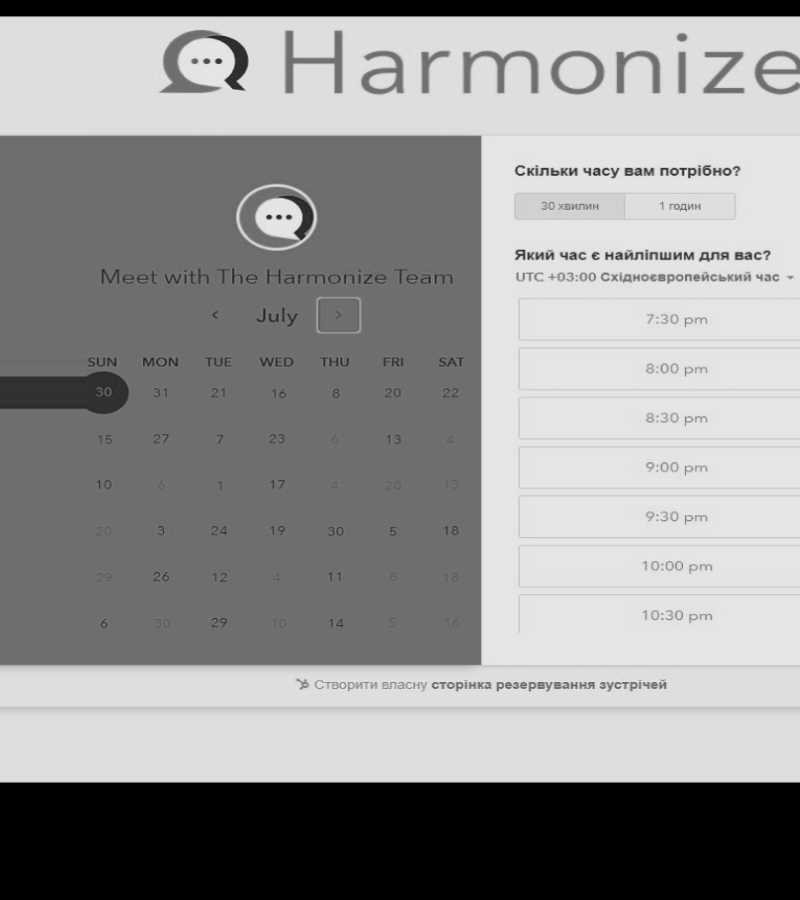 Harmonize
Meet with The Harmonize Team
‹ July ›
SUN MON TUE WED THU FRI SAT
30 31 21 16 8 20 22
15 27 7 23 6 13 4
10 6 1 17 4 20 13
20 3 24 19 30 5 18
29 26 12 4 11 8 18
6 30 29 10 14 5 16
Скільки часу вам потрібно?
30 хвилин 1 годин
Який час є найліпшим для вас?
UTC +03:00 Східноєвропейський час
7:30 pm
8:00 pm
8:30 pm
9:00 pm
9:30 pm
10:00 pm
10:30 pm
Створити власну сторінка резервування зустрічей